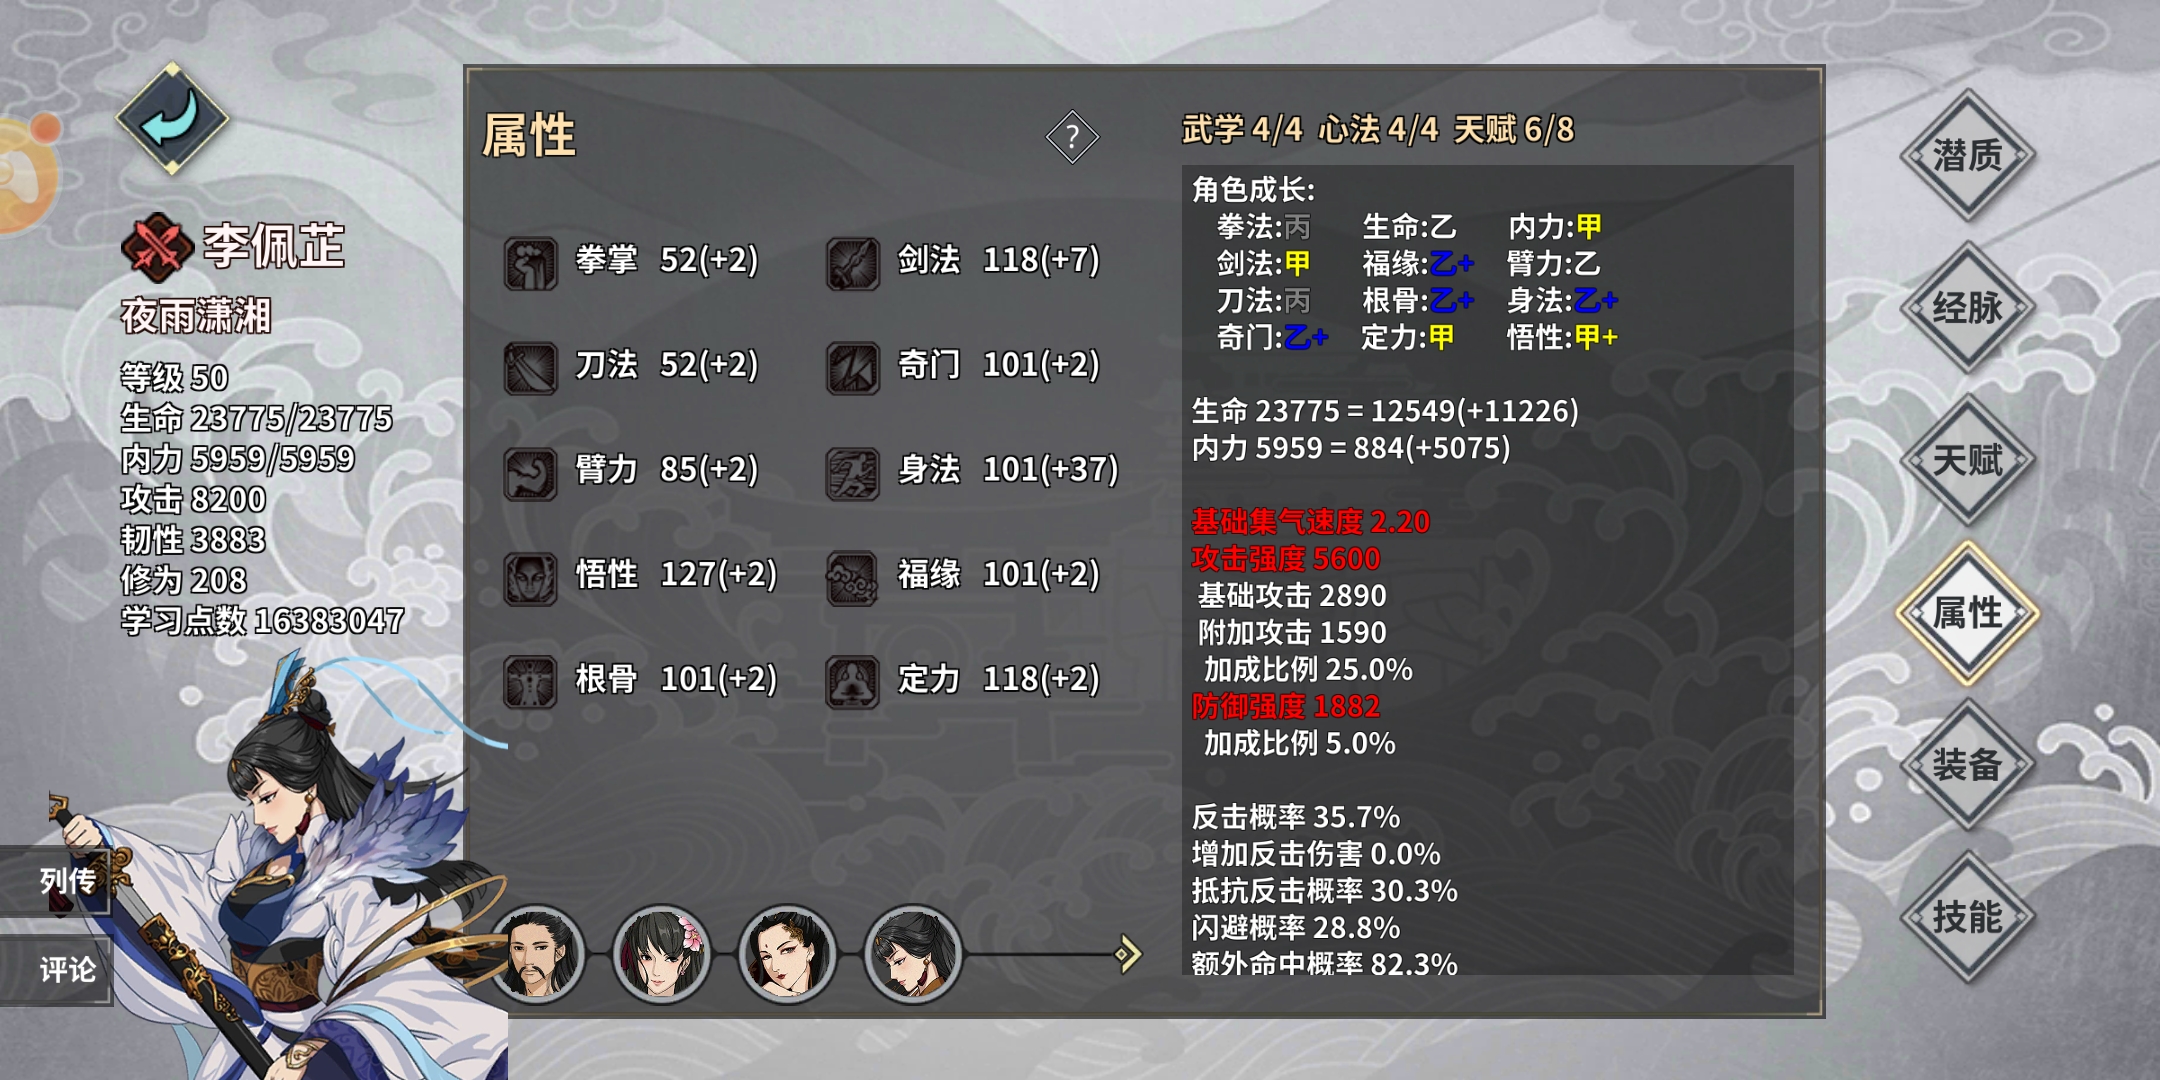 李佩芷
夜雨潇湘
等级 50
生命 23775/23775
内力 5959/5959
攻击 8200
韧性 3883
修为 208
学习点数 16383047
列传
评论
属性
?
拳掌 52(+2) 剑法 118(+7)
刀法 52(+2) 奇门 101(+2)
臂力 85(+2) 身法 101(+37)
悟性 127(+2) 福缘 101(+2)
根骨 101(+2) 定力 118(+2)
武学 4/4 心法 4/4 天赋 6/8
角色成长:
拳法:丙 生命:乙 内力:甲
剑法:甲 福缘:乙+ 臂力:乙
刀法:丙 根骨:乙+ 身法:乙+
奇门:乙+ 定力:甲 悟性:甲+
生命 23775 = 12549(+11226)
内力 5959 = 884(+5075)
基础集气速度 2.20
攻击强度 5600
基础攻击 2890
附加攻击 1590
加成比例 25.0%
防御强度 1882
加成比例 5.0%
反击概率 35.7%
增加反击伤害 0.0%
抵抗反击概率 30.3%
闪避概率 28.8%
额外命中概率 82.3%
潜质
经脉
天赋
属性
装备
技能